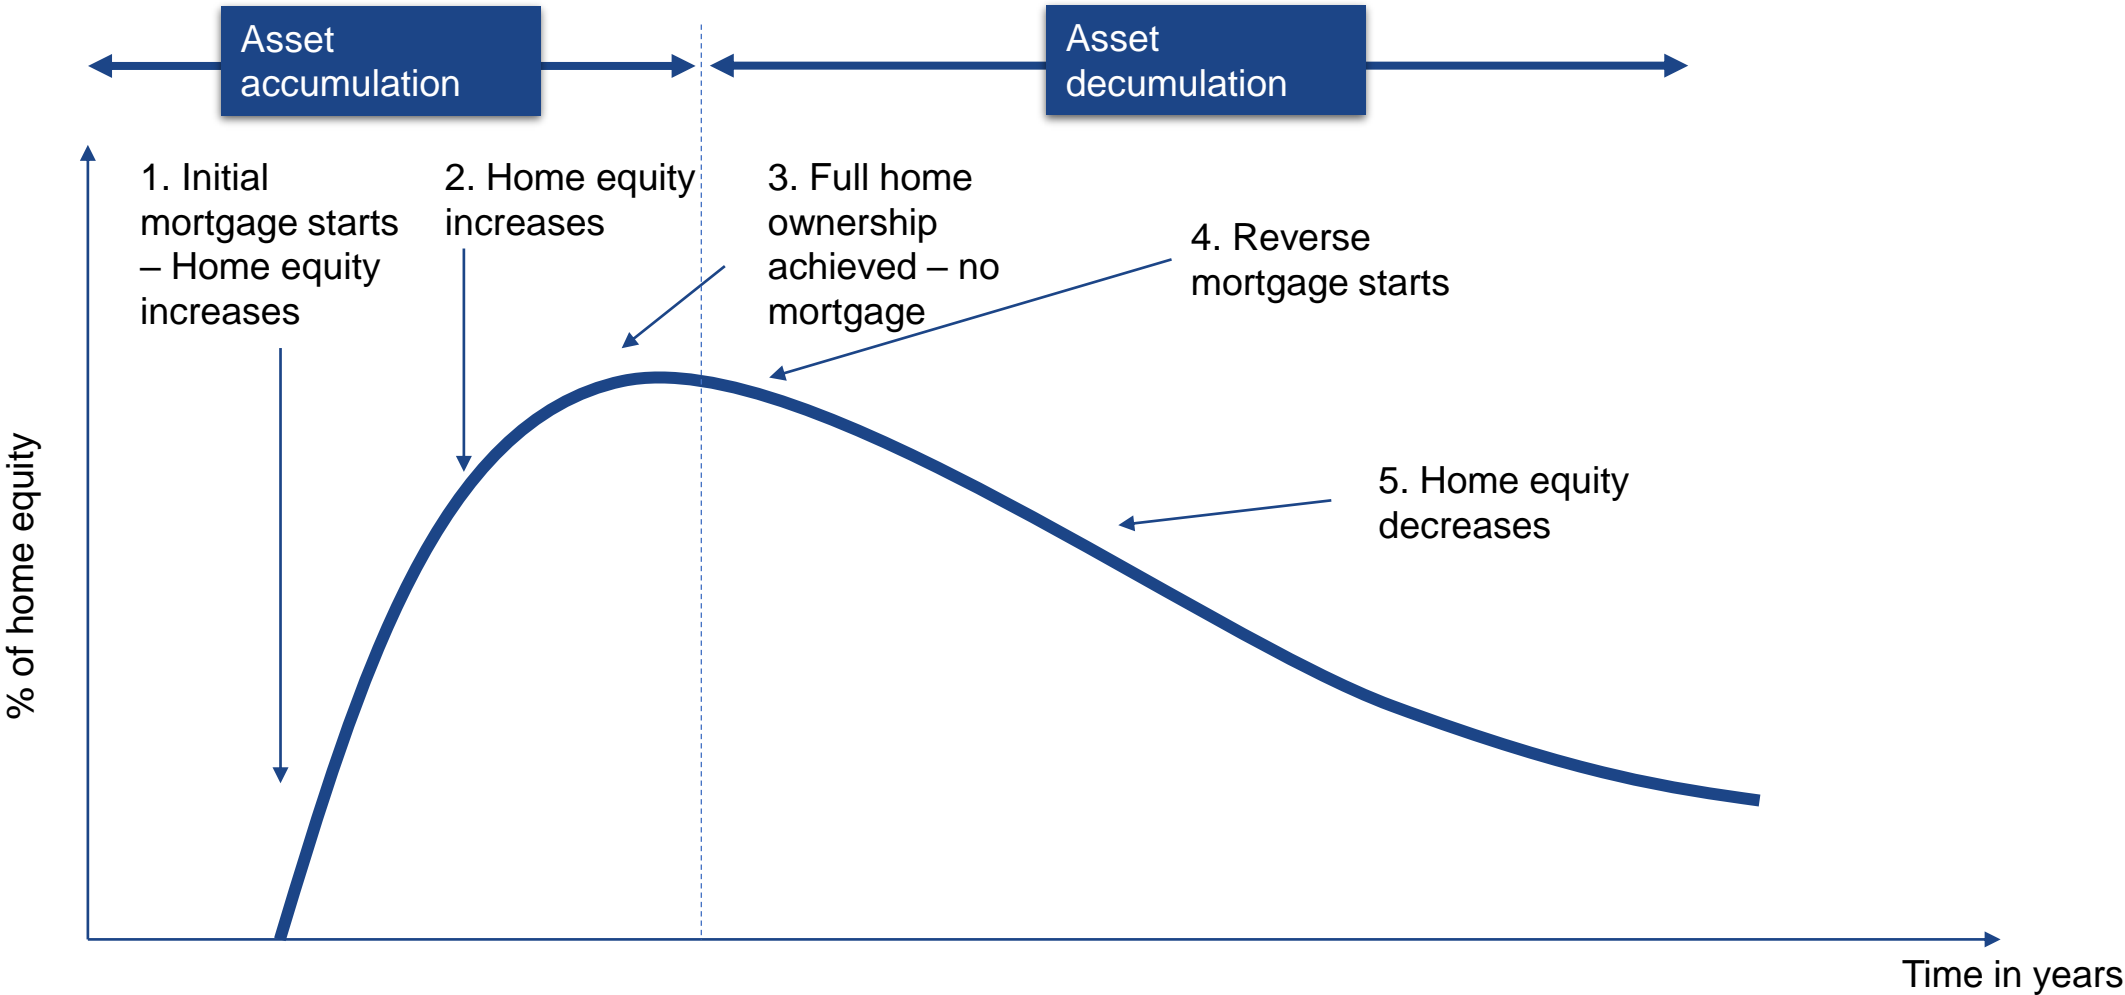 Asset
accumulation
Asset
decumulation
1. Initial
mortgage starts
– Home equity
increases
2. Home equity
increases
3. Full home
ownership
achieved – no
mortgage
4. Reverse
mortgage starts
5. Home equity
decreases
% of home equity
Time in years